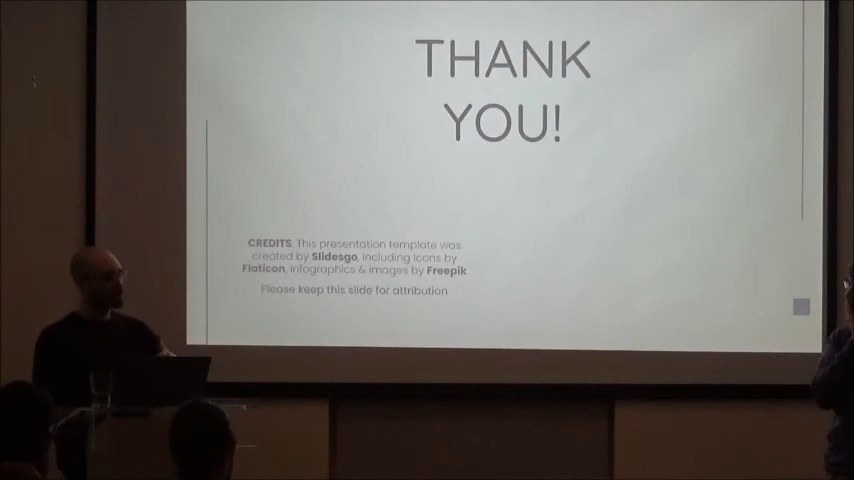 THANK
YOU!
CREDITS: This presentation template was
created by Slidesgo, including icons by
Flaticon, infographics & images by Freepik
Please keep this slide for attribution